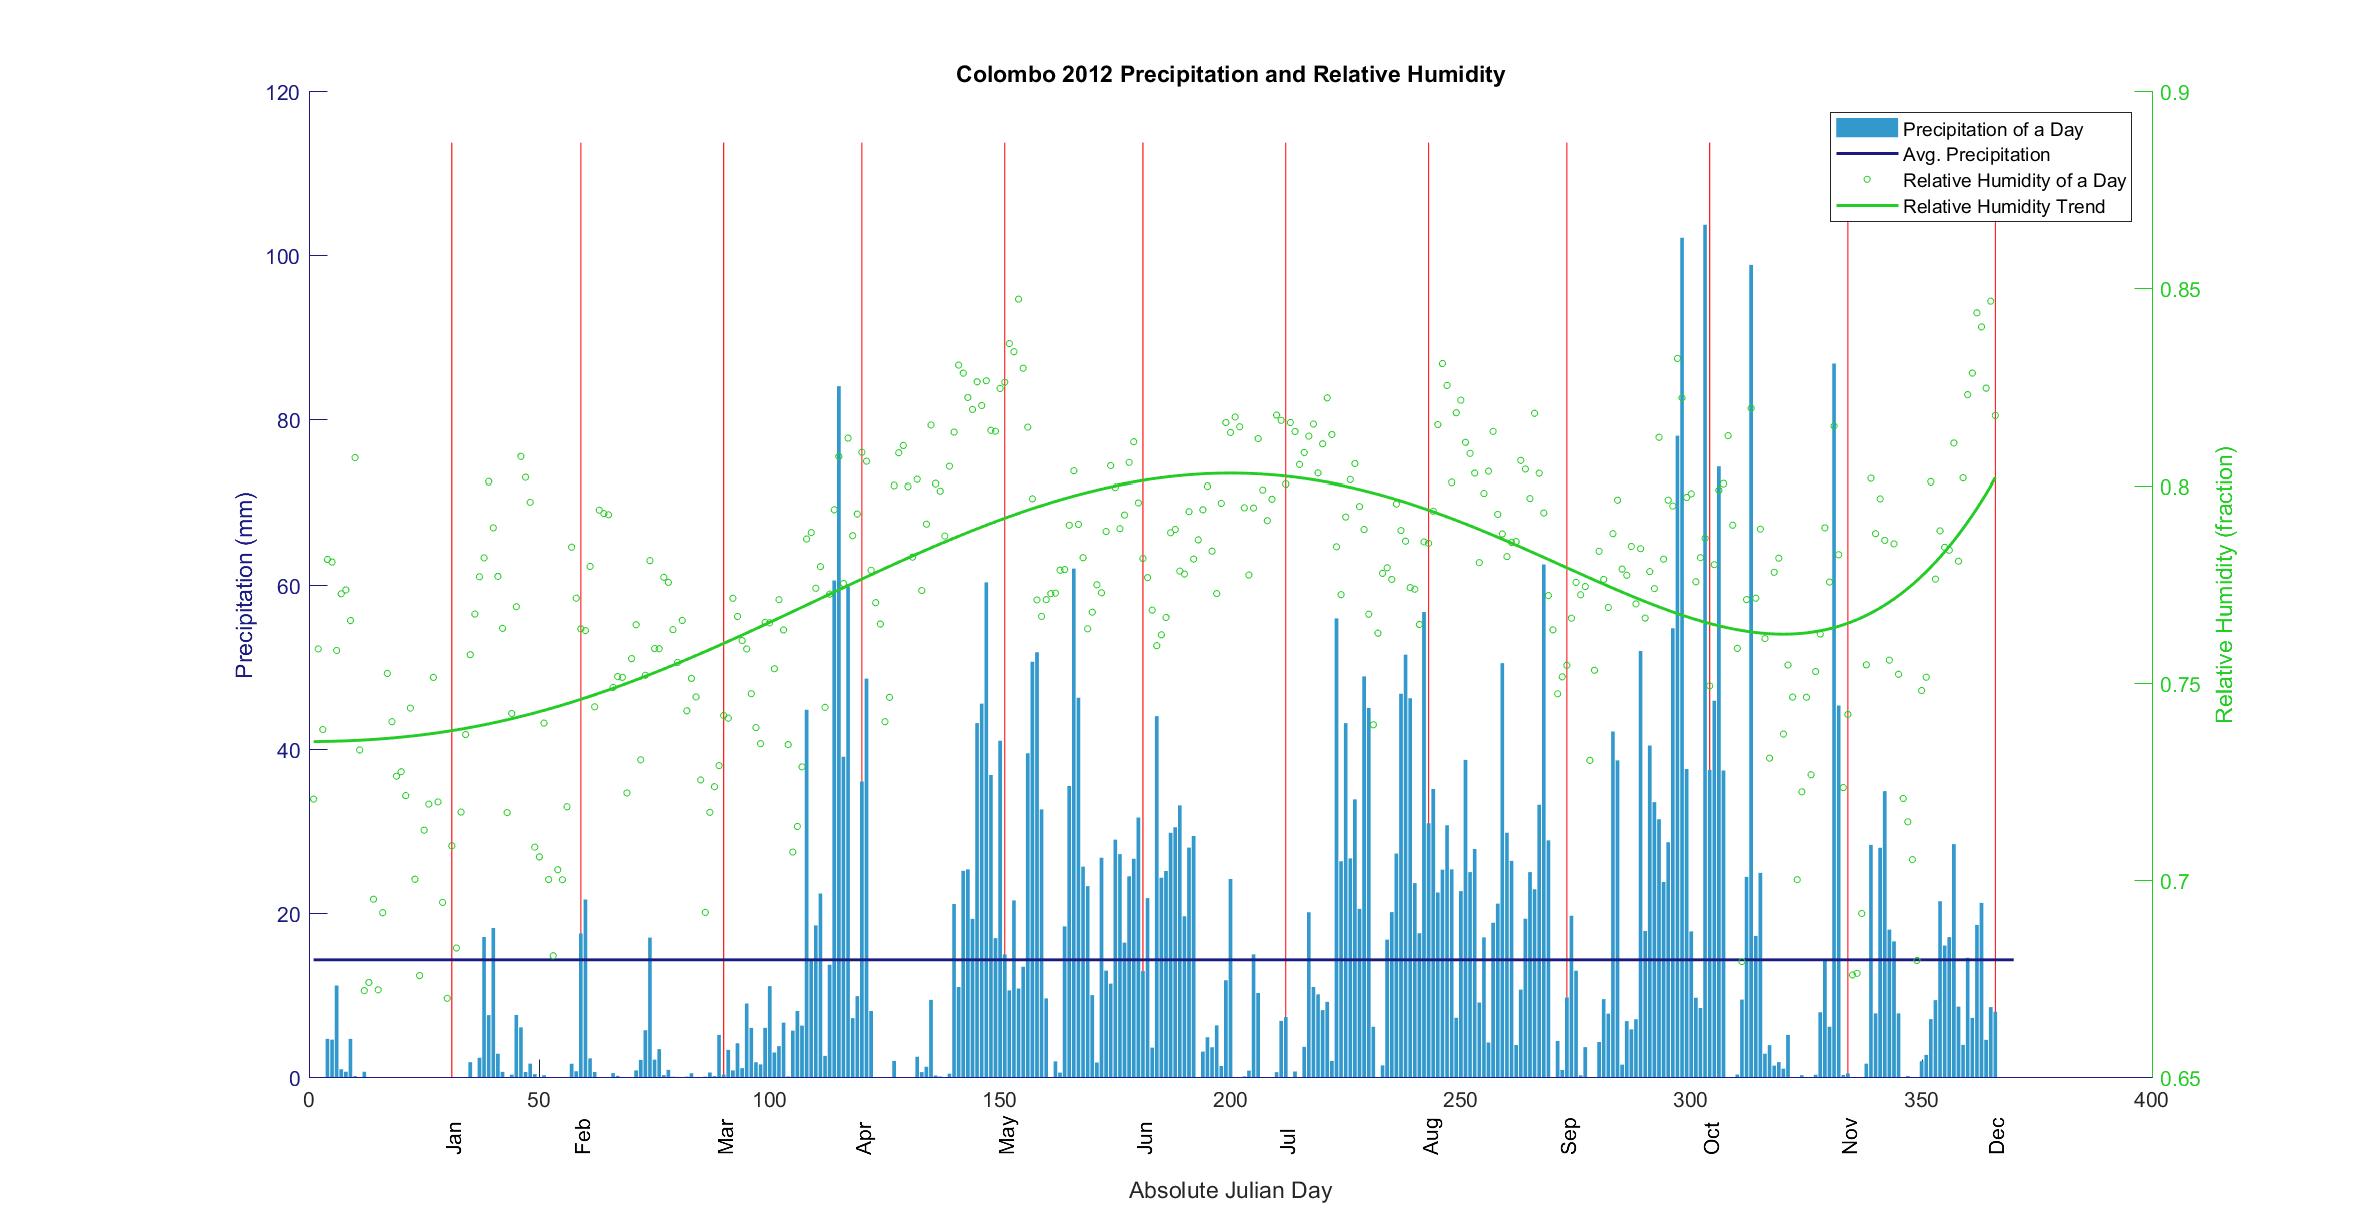 Colombo 2012 Precipitation and Relative Humidity
120
100
80
60
40
20
0
Precipitation (mm)
0.9
0.85
0.8
0.75
0.7
0.65
Relative Humidity (fraction)
Precipitation of a Day
Avg. Precipitation
Relative Humidity of a Day
Relative Humidity Trend
0 50 100 150 200 250 300 350 400
Jan Feb Mar Apr May Jun Jul Aug Sep Oct Nov Dec
Absolute Julian Day